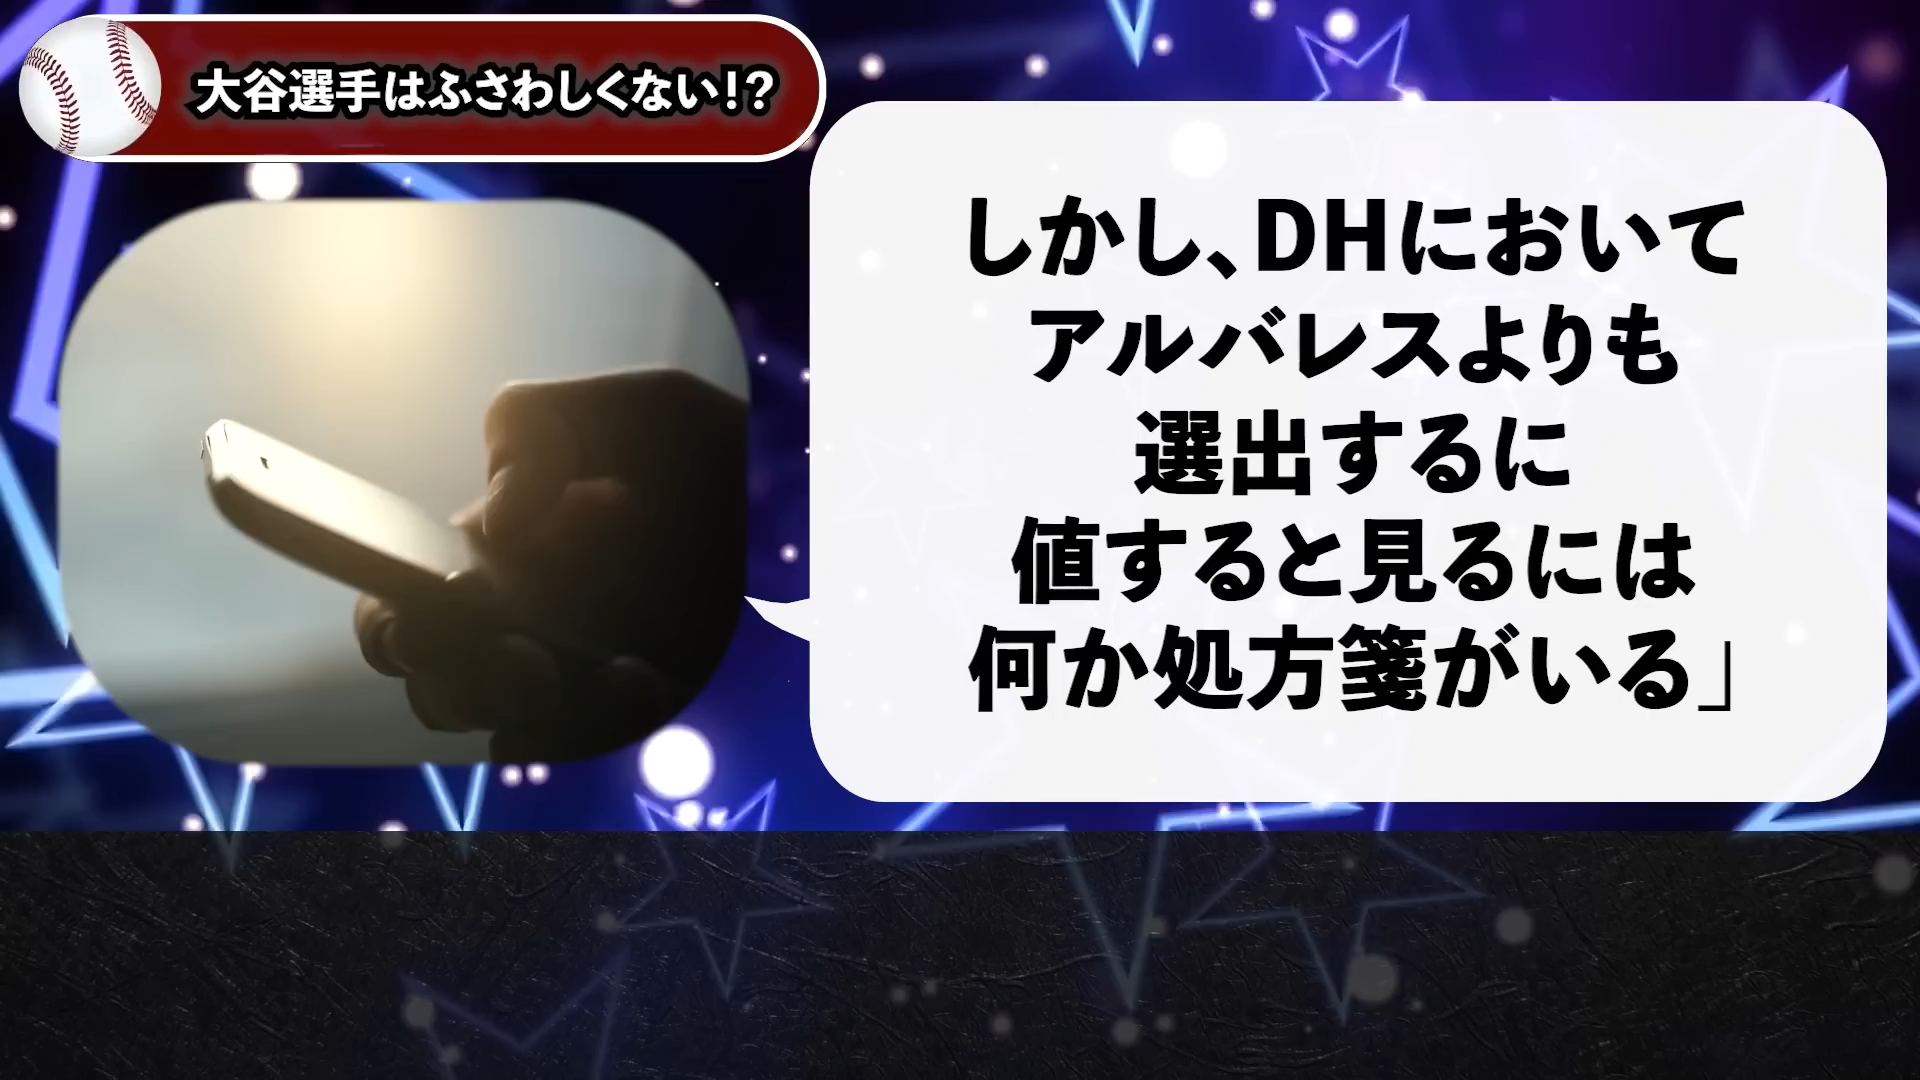 大谷選手はふさわしくない!?
しかし、DHにおいて
アルバレスよりも
選出するに
値すると見るには
何か処方箋がいる」